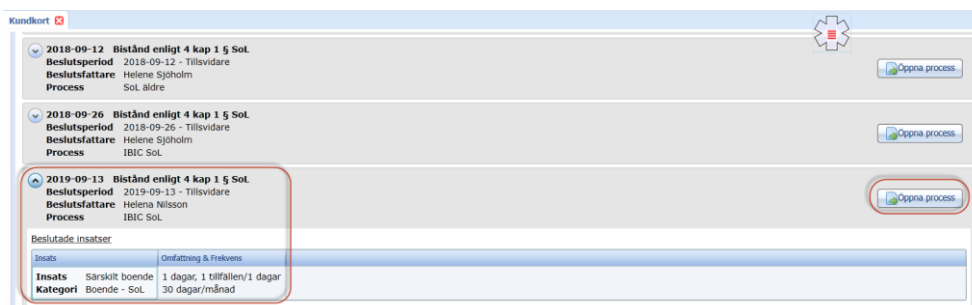 Kundkort
2018-09-12 Bistånd enligt 4 kap 1 § SoL
Beslutsperiod 2018-09-12 - Tillsvidare
Beslutsfattare Helene Sjöholm
Process SoL äldre
Öppna process
2018-09-26 Bistånd enligt 4 kap 1 § SoL
Beslutsperiod 2018-09-26 - Tillsvidare
Beslutsfattare Helene Sjöholm
Process IBIC SoL
Öppna process
2019-09-13 Bistånd enligt 4 kap 1 § SoL
Beslutsperiod 2019-09-13 - Tillsvidare
Beslutsfattare Helena Nilsson
Process IBIC SoL
Öppna process
Beslutade insatser
Insats Omfattning & Frekvens
Insats Särskilt boende 1 dagar, 1 tillfällen/1 dagar
Kategori Boende - SoL 30 dagar/månad